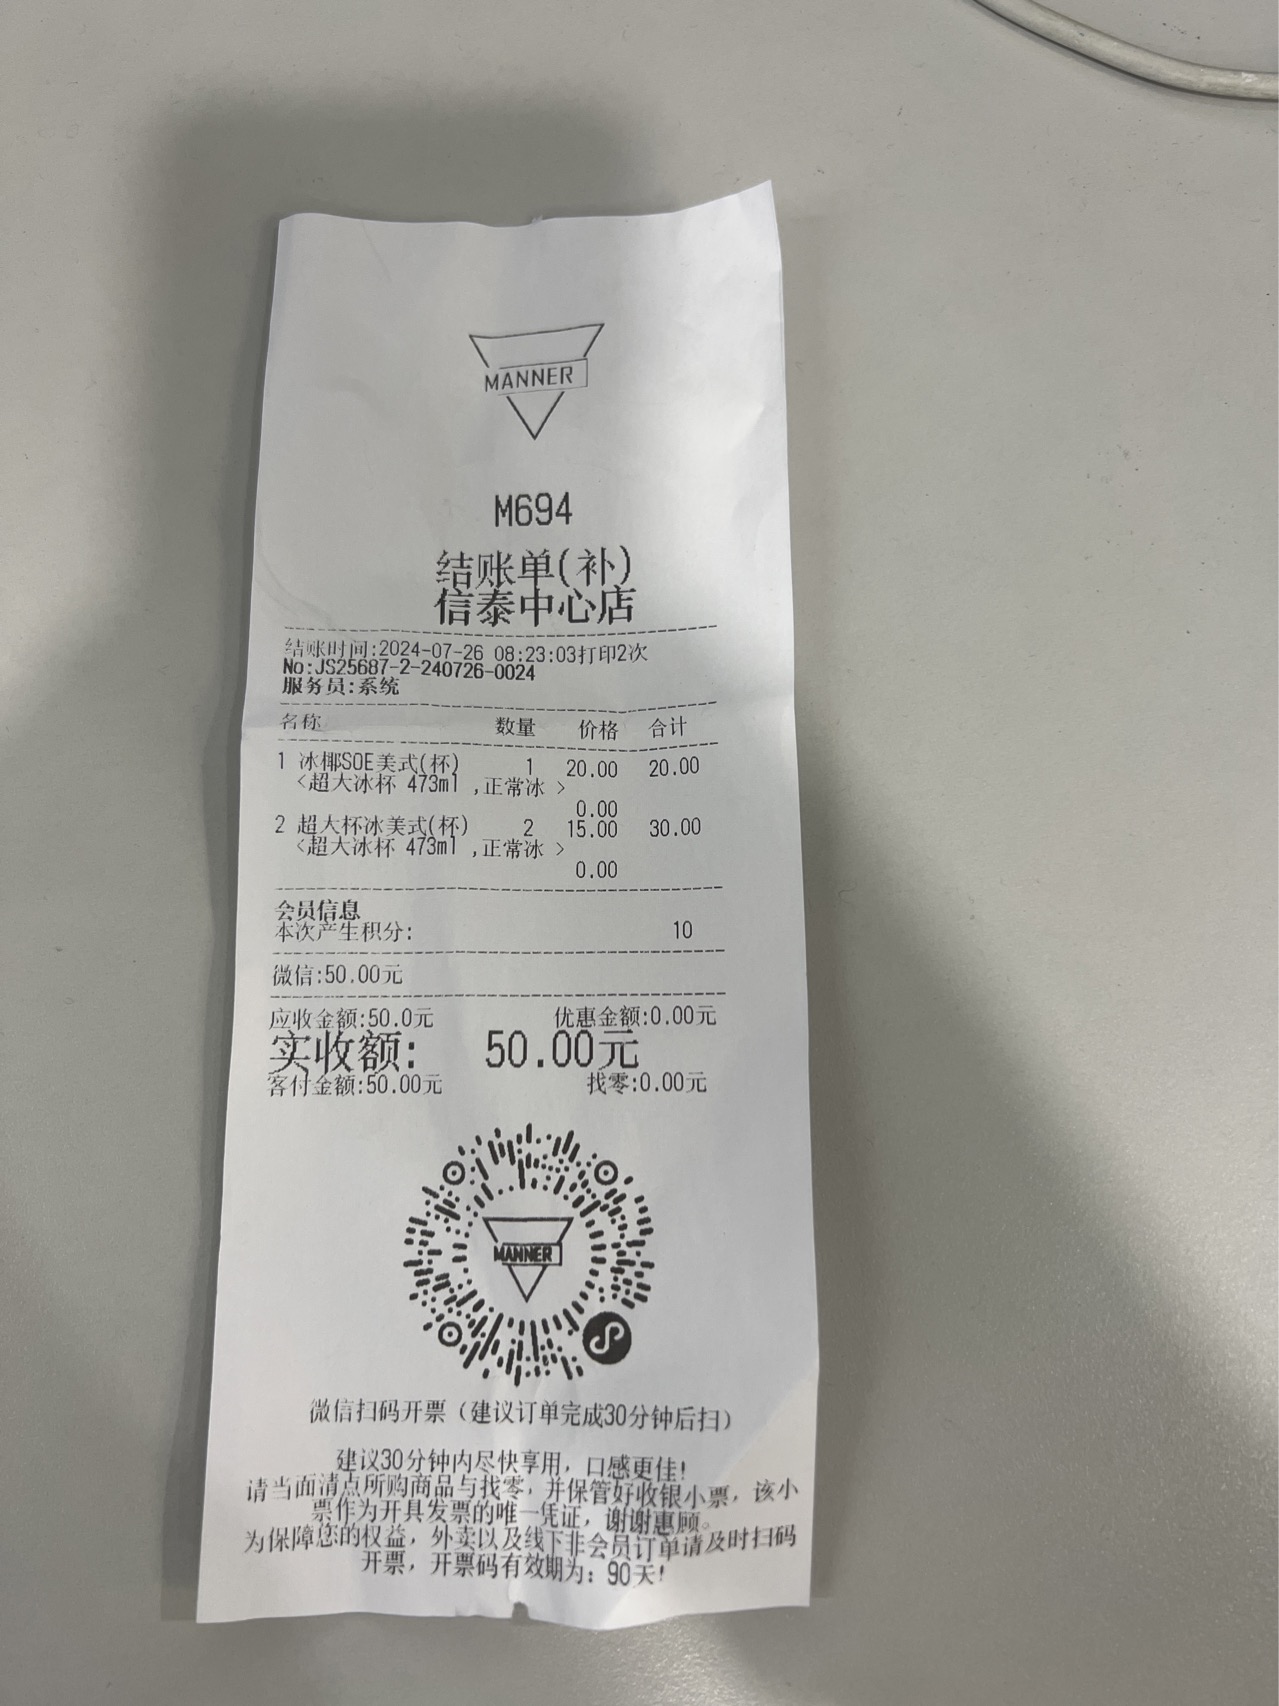 MANNER
M694
结账单(补)
信泰中心店
结账时间:2024-07-26 08:23:03打印2次
No:JS25687-2-240726-0024
服务员:系统
名称 数量 价格 合计
1 冰椰SOE美式(杯) 1 20.00 20.00
<超大冰杯 473ml ,正常冰 >
0.00
2 超大杯冰美式(杯) 2 15.00 30.00
<超大冰杯 473ml ,正常冰 >
0.00
会员信息
本次产生积分: 10
微信:50.00元
应收金额:50.0元 优惠金额:0.00元
实收额: 50.00元
客付金额:50.00元 找零:0.00元
MANNER
微信扫码开票（建议订单完成30分钟后扫）
建议30分钟内尽快享用，口感更佳!
请当面清点所购商品与找零，并保管好收银小票，该小
票作为开具发票的唯一凭证，谢谢惠顾。
为保障您的权益，外卖以及线下非会员订单请及时扫码
开票，开票码有效期为：90天!